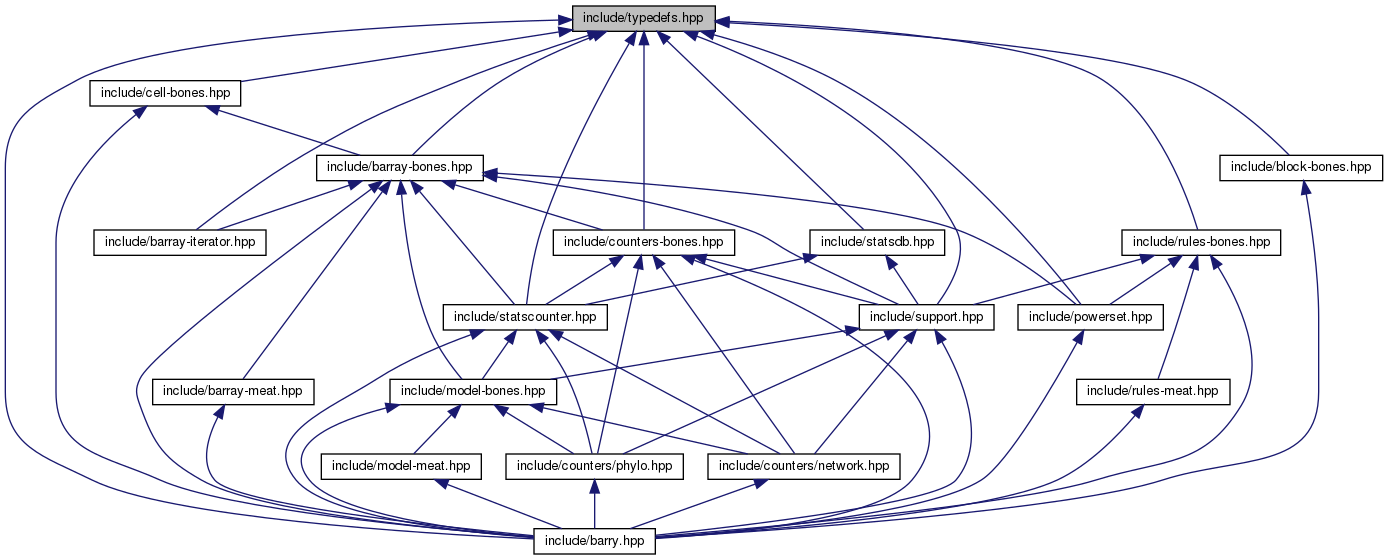 include/typedefs.hpp
include/cell-bones.hpp
include/barray-bones.hpp
include/block-bones.hpp
include/barray-iterator.hpp
include/counters-bones.hpp
include/statsdb.hpp
include/rules-bones.hpp
include/statscounter.hpp
include/support.hpp
include/powerset.hpp
include/barray-meat.hpp
include/model-bones.hpp
include/rules-meat.hpp
include/model-meat.hpp
include/counters/phylo.hpp
include/counters/network.hpp
include/barry.hpp